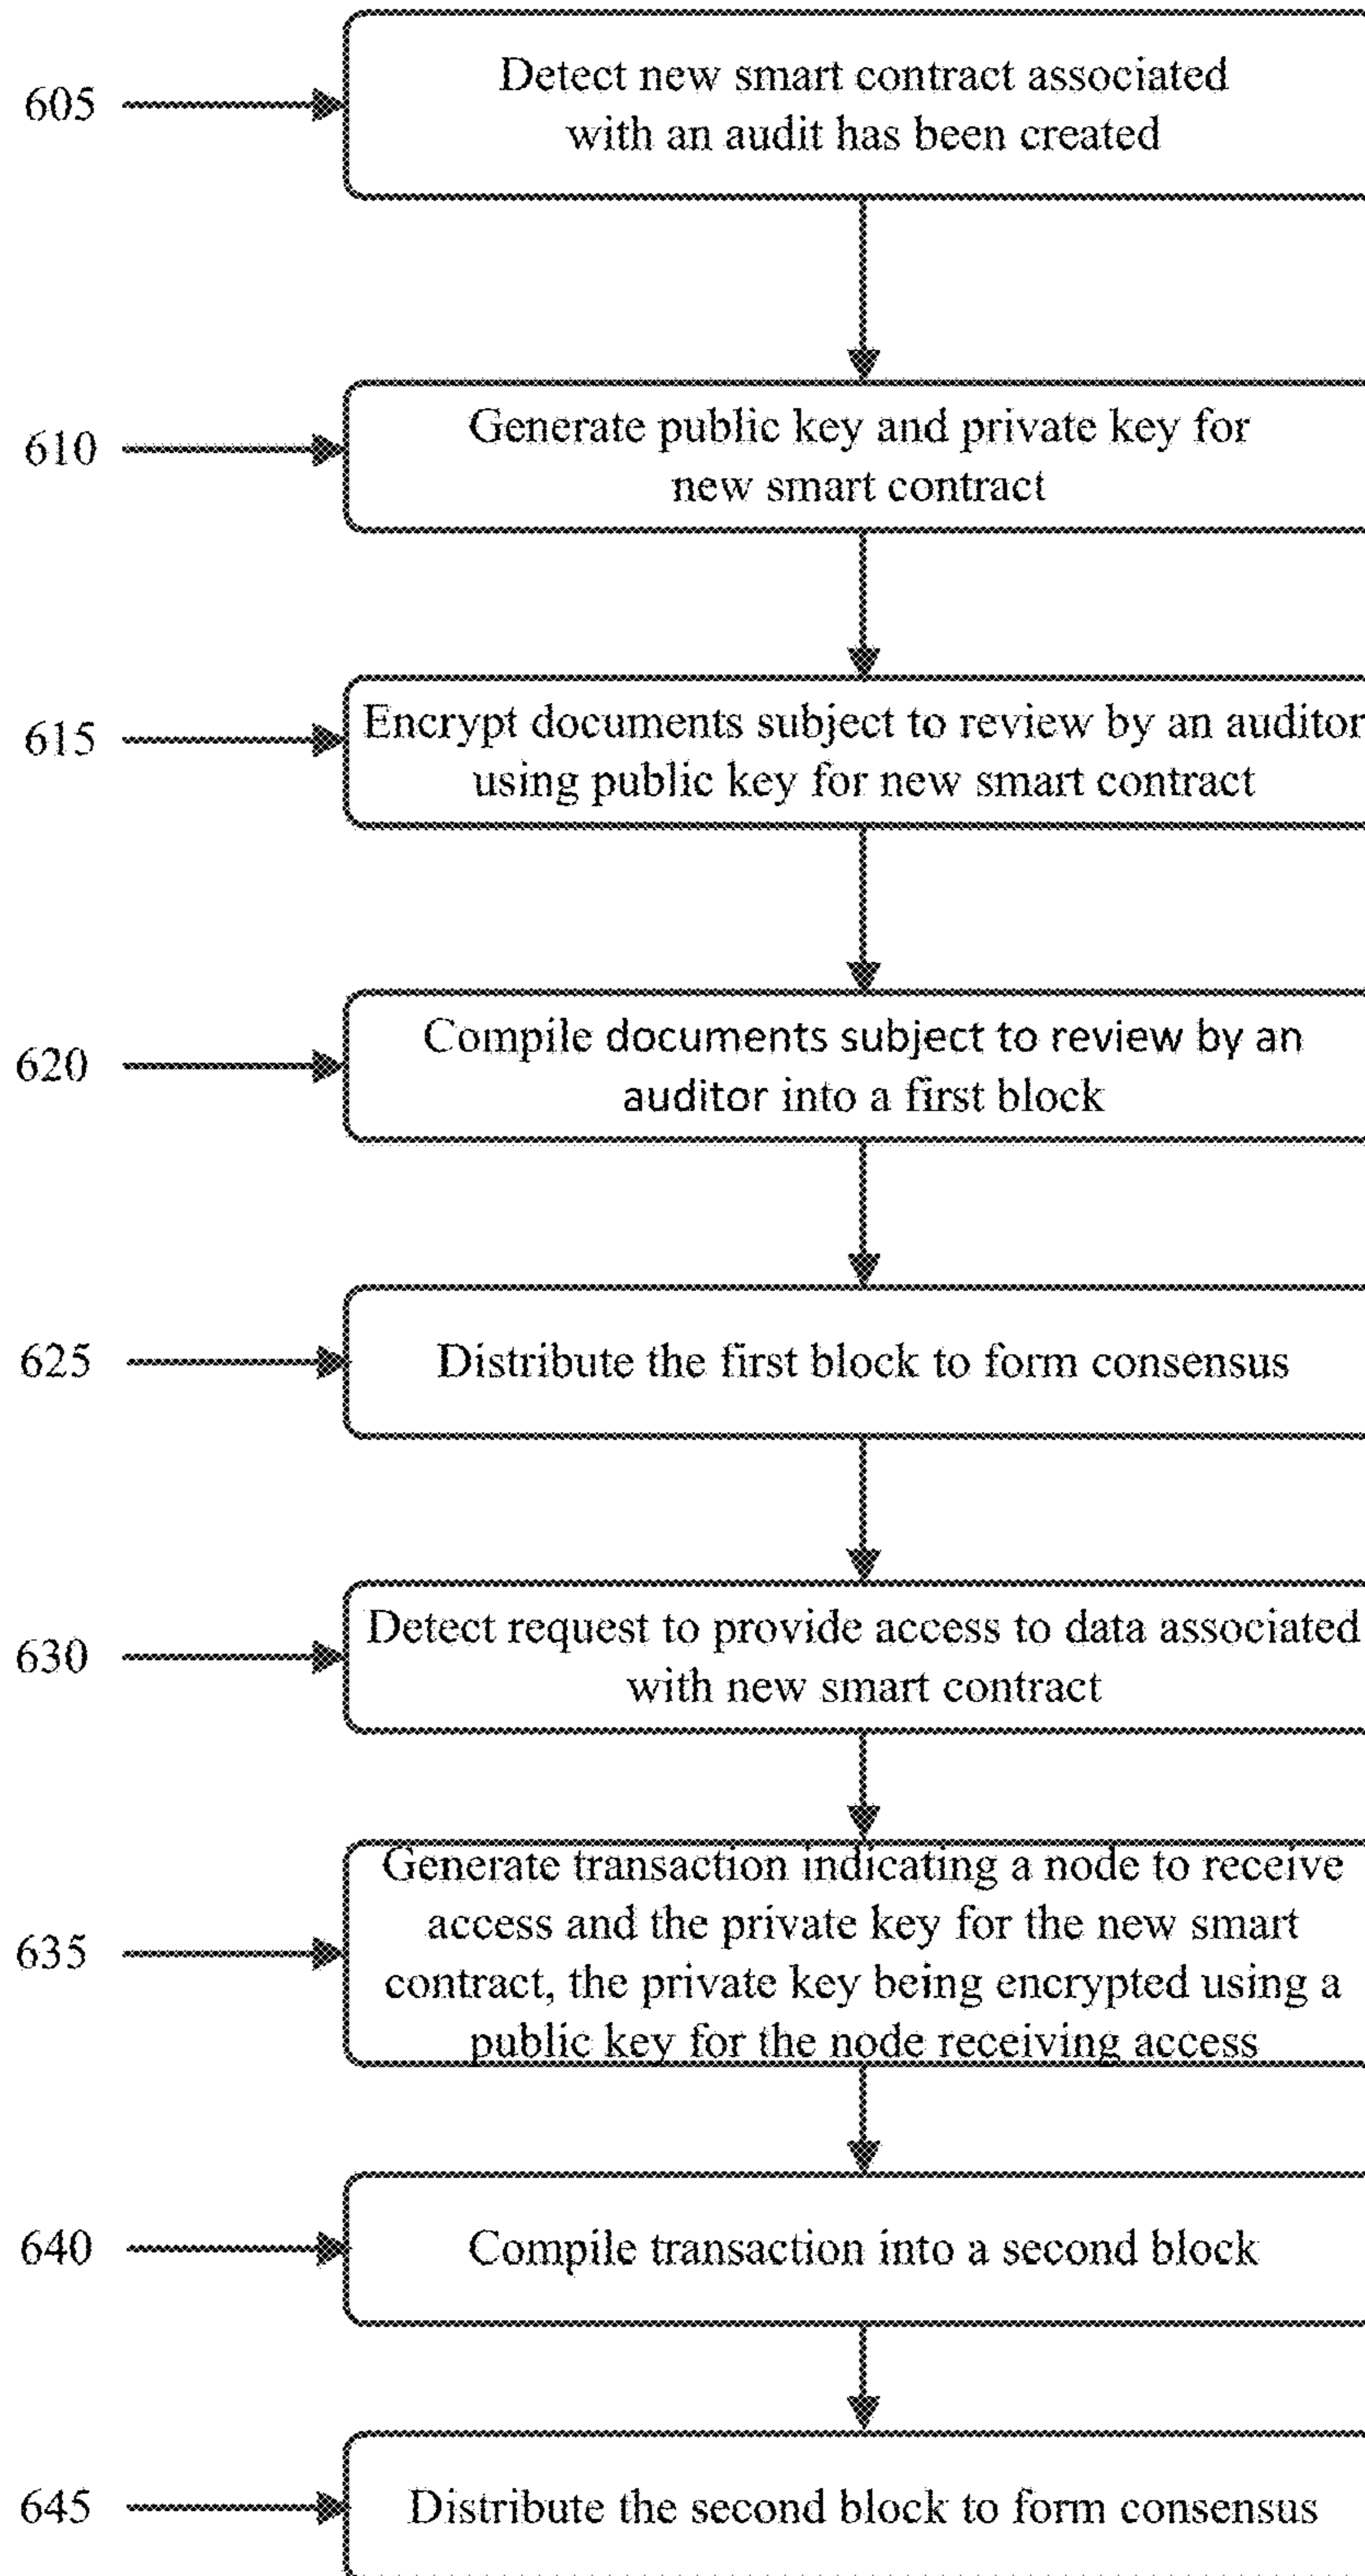 Detect new smart contract associated
605
with an audit has been created
Generate public key and private key for
610
new smart contract
Encrypt documents subject to review by an auditor
615
using public key for new smart contract
Compile documents subject to review by an
620
auditor into a first block
625
Distribute the first block to form consensus
Detect request to provide access to data associated
630
with new smart contract
Generate transaction indicating a node to receive
access and the private key for the new smart
635
contract, the private key being encrypted using a
public key for the node receiving access
640
Compile transaction into a second block
645
Distribute the second block to form consensus